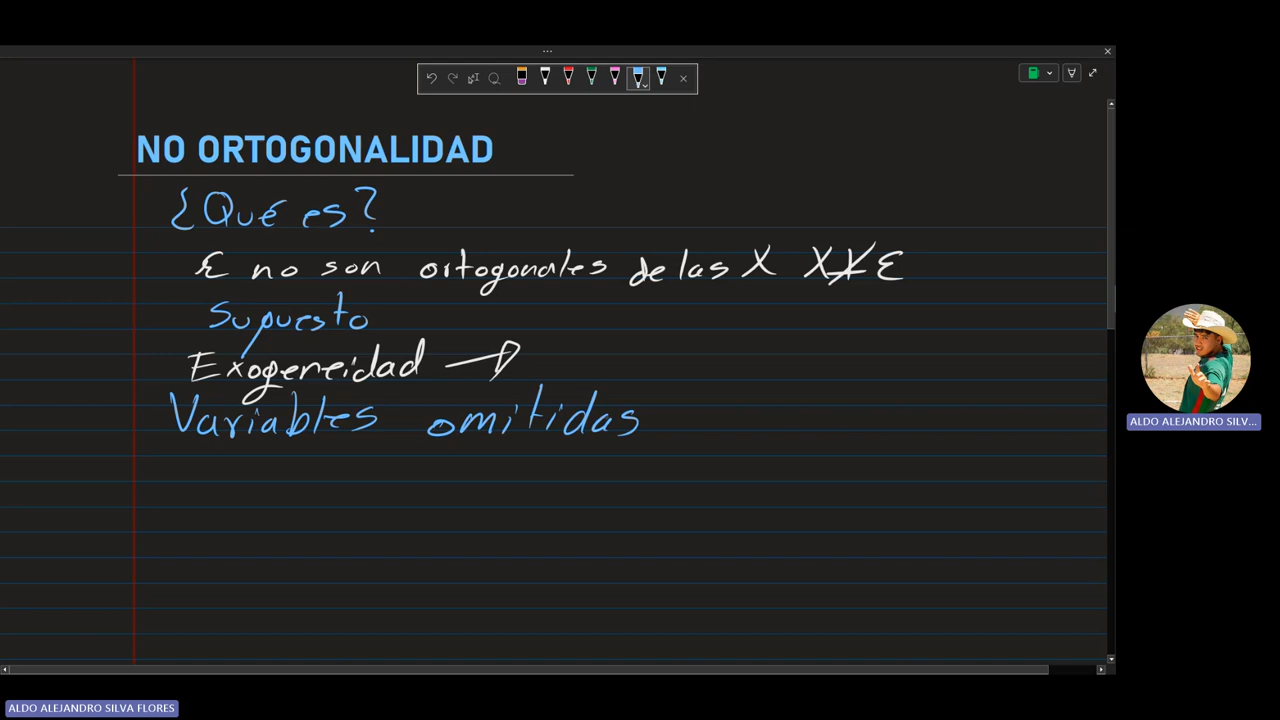 NO ORTOGONALIDAD
¿Qué es?
Ɛ no son ortogonales de las X X⊥̸Ɛ
Supuesto
Exogeneidad →
Variables omitidas
ALDO ALEJANDRO SILV...
ALDO ALEJANDRO SILVA FLORES